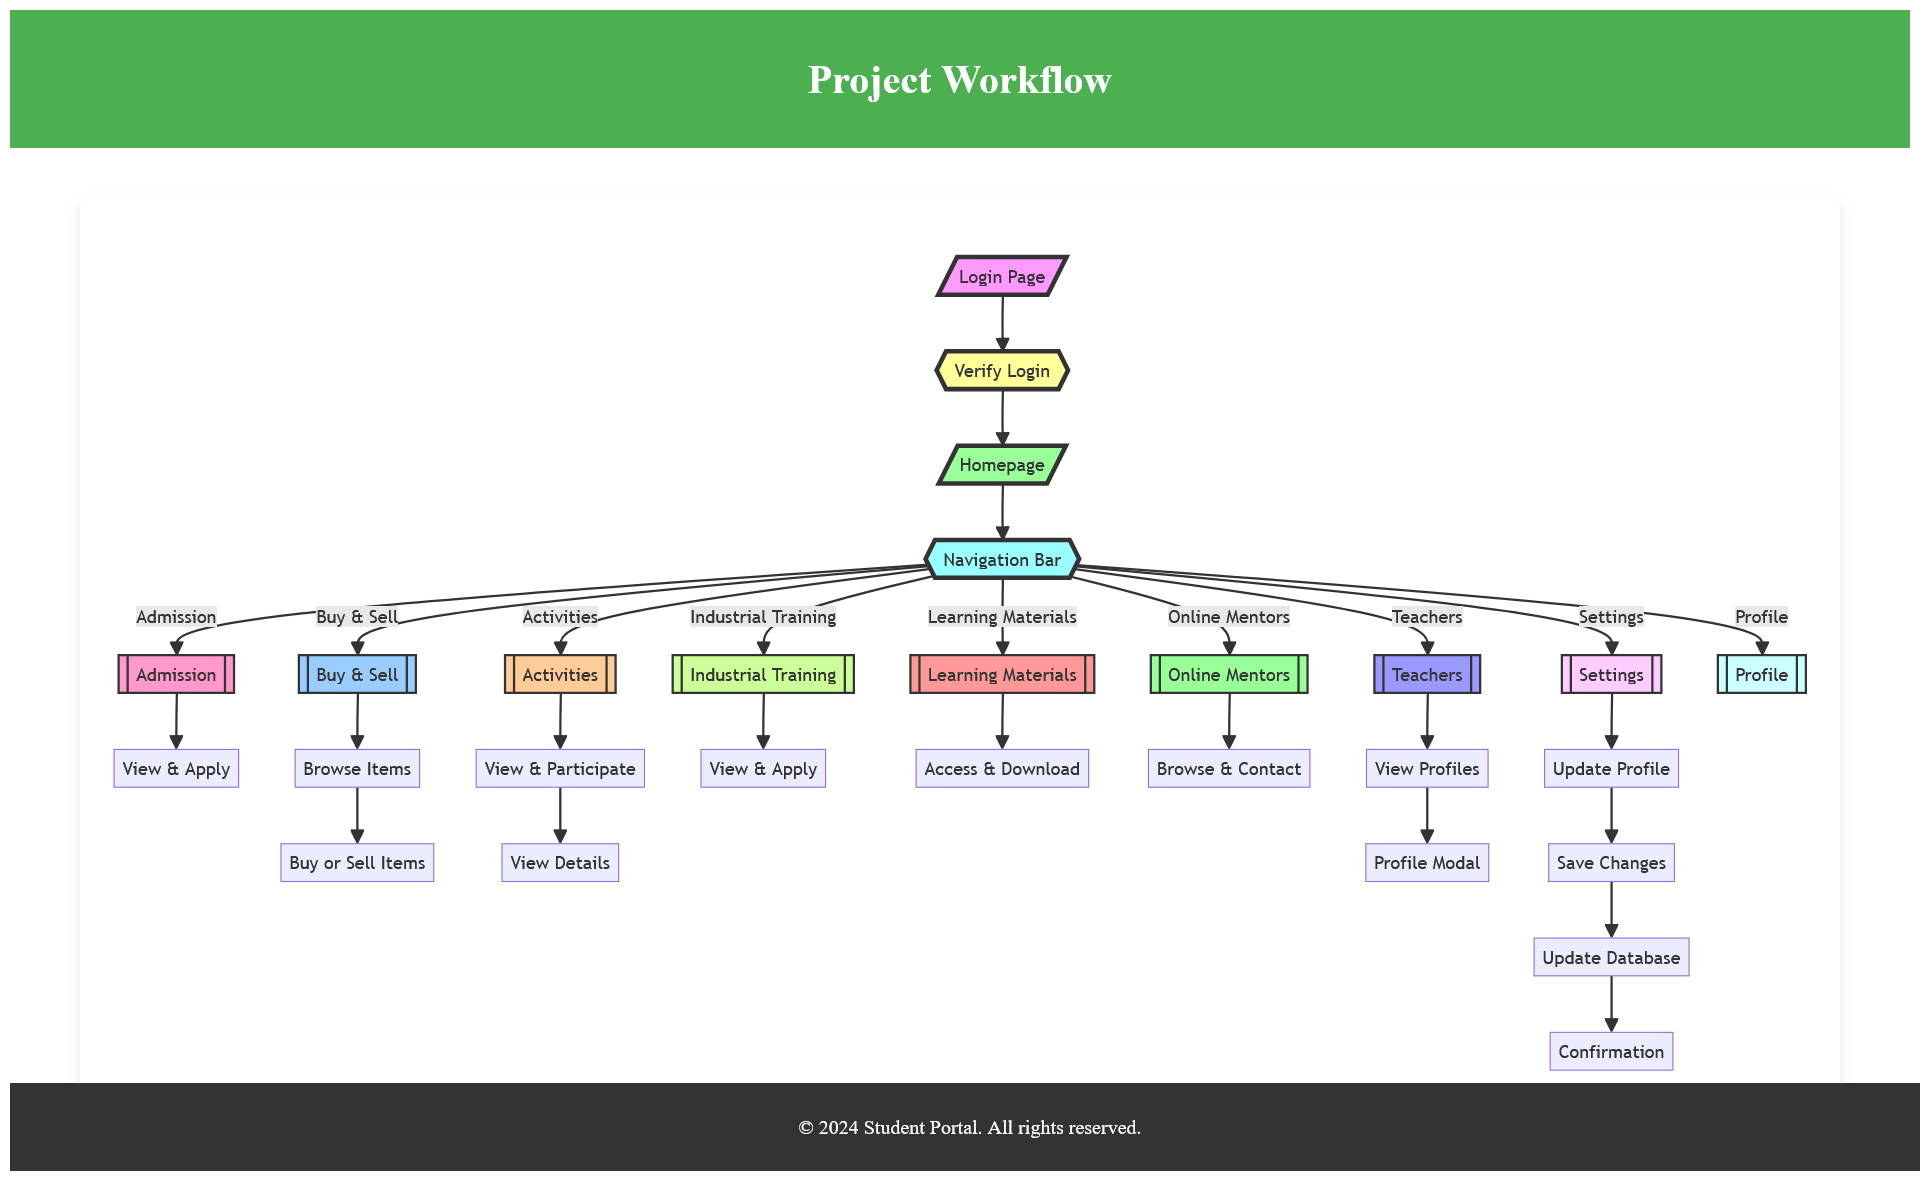 Project Workflow
Login Page
Verify Login
Homepage
Navigation Bar
Admission
Buy & Sell
Activities
Industrial Training
Learning Materials
Online Mentors
Teachers
Settings
Profile
Admission
Buy & Sell
Activities
Industrial Training
Learning Materials
Online Mentors
Teachers
Settings
Profile
View & Apply
Browse Items
View & Participate
View & Apply
Access & Download
Browse & Contact
View Profiles
Update Profile
Buy or Sell Items
View Details
Profile Modal
Save Changes
Update Database
Confirmation
© 2024 Student Portal. All rights reserved.